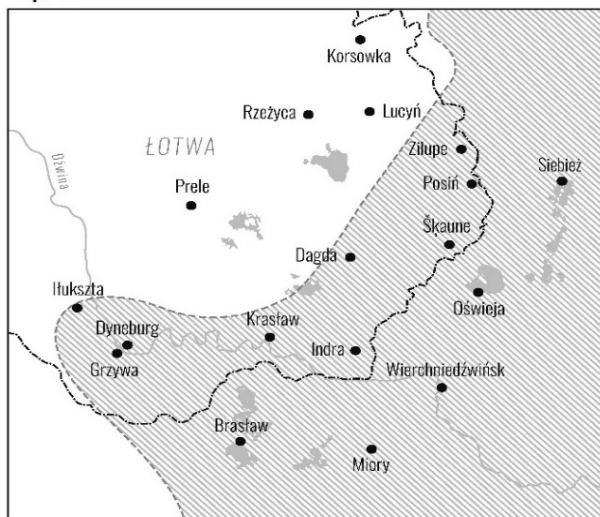 Korsowka
Rzeżyca
Lucyń
ŁOTWA
Dźwina
Zilupe
Siebież
Posiń
Prele
Šķaune
Dagda
Oświeja
Iłukszta
Krasław
Dyneburg
Indra
Grzywa
Wierchniedźwińsk
Brasław
Miory